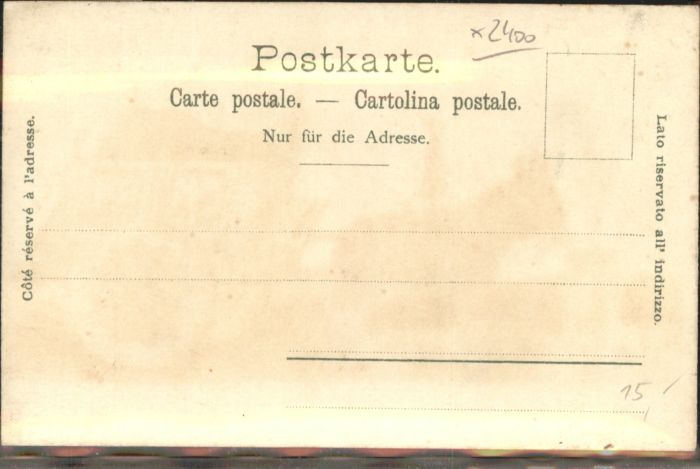 x2400
Postkarte.
Carte postale. — Cartolina postale.
Nur für die Adresse.
Côté réservé à l'adresse.
Lato riservato all' indirizzo.
15,